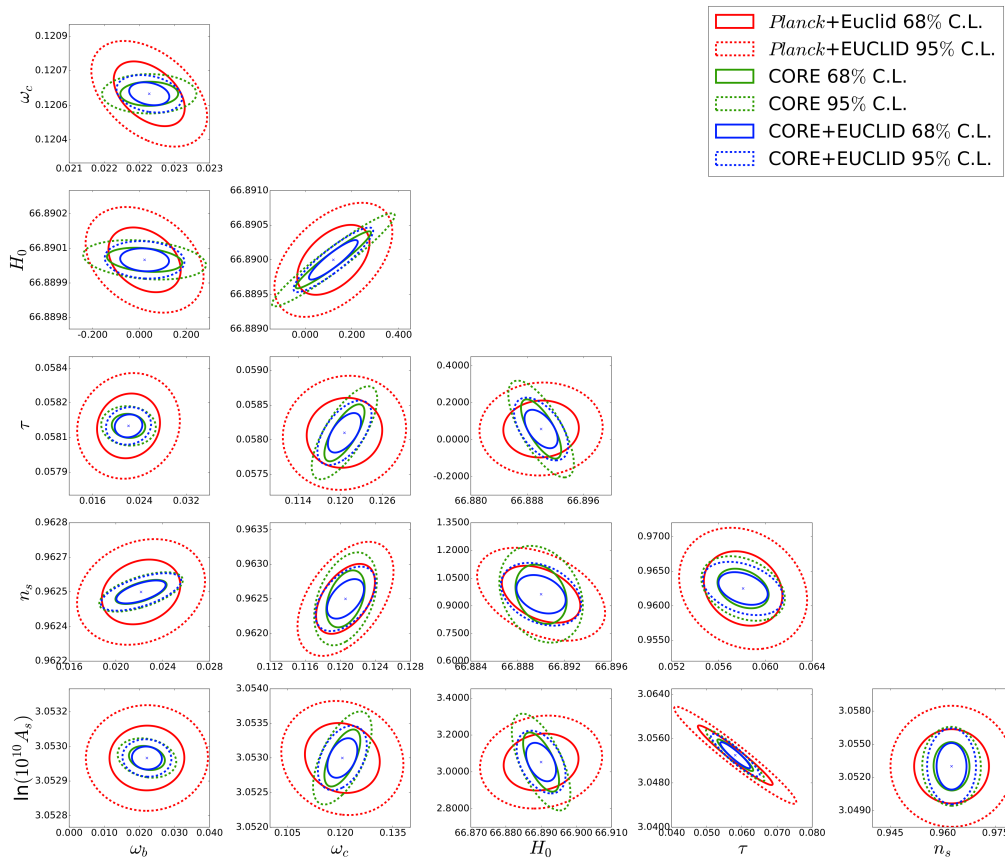 Planck+Euclid 68% C.L.
Planck+EUCLID 95% C.L.
CORE 68% C.L.
CORE 95% C.L.
CORE+EUCLID 68% C.L.
CORE+EUCLID 95% C.L.
ω_c
0.1209
0.1207
0.1206
0.1204
0.021 0.022 0.022 0.023 0.023
H_0
66.8902
66.8901
66.8899
66.8898
-0.200 0.000 0.200
66.8910
66.8905
66.8900
66.8895
66.8890
0.000 0.200 0.400
τ
0.0584
0.0582
0.0581
0.0579
0.016 0.024 0.032
0.0590
0.0585
0.0580
0.0575
0.114 0.120 0.126
0.4000
0.2000
0.0000
-0.2000
66.880 66.888 66.896
n_s
0.9628
0.9627
0.9625
0.9624
0.9622
0.016 0.020 0.024 0.028
0.9635
0.9630
0.9625
0.9620
0.112 0.116 0.120 0.124 0.128
1.3500
1.2000
1.0500
0.9000
0.7500
0.6000
66.884 66.888 66.892 66.896
0.9700
0.9650
0.9600
0.9550
0.052 0.056 0.060 0.064
ln(10^10 A_s)
3.0532
3.0530
3.0529
3.0528
0.000 0.010 0.020 0.030 0.040
ω_b
3.0540
3.0535
3.0530
3.0525
3.0520
0.105 0.120 0.135
ω_c
3.4000
3.2000
3.0000
2.8000
66.870 66.880 66.890 66.900 66.910
H_0
3.0640
3.0560
3.0480
3.0400
0.040 0.050 0.060 0.070 0.080
τ
3.0580
3.0550
3.0520
3.0490
0.945 0.960 0.975
n_s